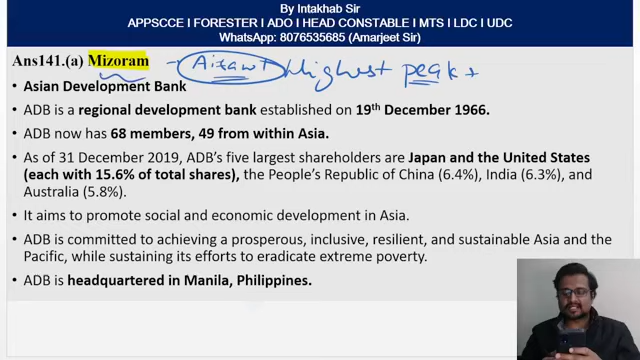 By Intakhab Sir
APPSCCE I FORESTER I ADO I HEAD CONSTABLE I MTS I LDC I UDC
WhatsApp: 8076535685 (Amarjeet Sir)
Ans141.(a) Mizoram Highest peak
• Asian Development Bank
• ADB is a regional development bank established on 19th December 1966.
• ADB now has 68 members, 49 from within Asia.
• As of 31 December 2019, ADB's five largest shareholders are Japan and the United States
(each with 15.6% of total shares), the People's Republic of China (6.4%), India (6.3%), and
Australia (5.8%).
• It aims to promote social and economic development in Asia.
• ADB is committed to achieving a prosperous, inclusive, resilient, and sustainable Asia and the
Pacific, while sustaining its efforts to eradicate extreme poverty.
• ADB is headquartered in Manila, Philippines.